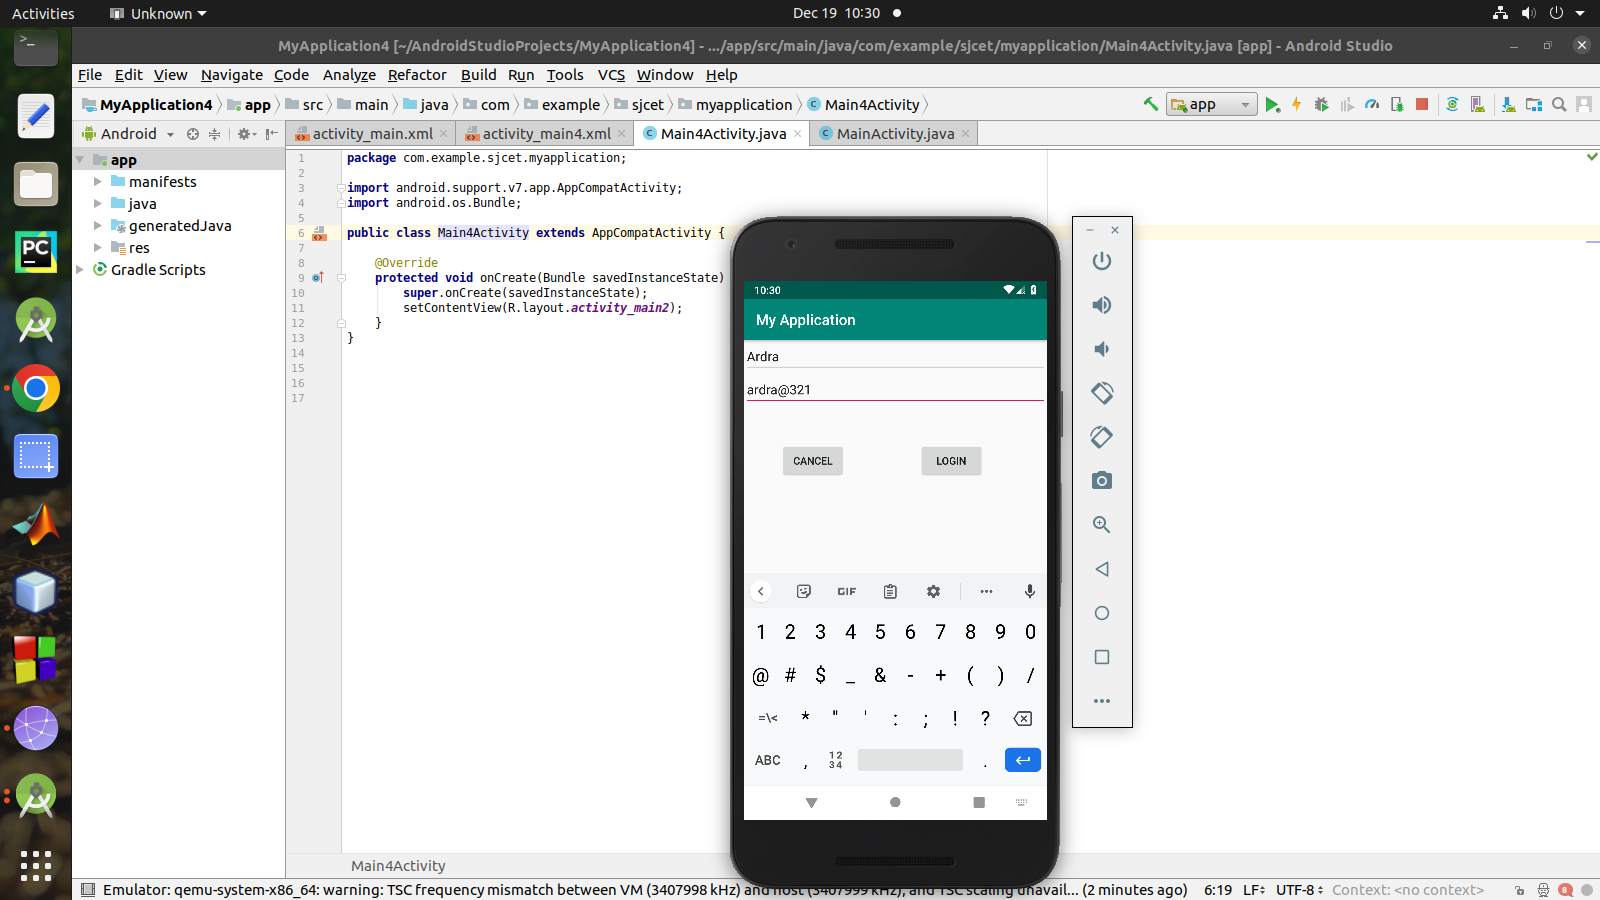 Activities
Unknown
Dec 19 10:30
MyApplication4 [~/AndroidStudioProjects/MyApplication4] - .../app/src/main/java/com/example/sjcet/myapplication/Main4Activity.java [app] - Android Studio
File Edit View Navigate Code Analyze Refactor Build Run Tools VCS Window Help
MyApplication4 app src main java com example sjcet myapplication Main4Activity
app
Android
activity_main.xml activity_main4.xml Main4Activity.java MainActivity.java
app
manifests
java
generatedJava
res
Gradle Scripts
1 package com.example.sjcet.myapplication;
2
3 import android.support.v7.app.AppCompatActivity;
4 import android.os.Bundle;
5
6 public class Main4Activity extends AppCompatActivity {
7
8 @Override
9 protected void onCreate(Bundle savedInstanceState)
10 super.onCreate(savedInstanceState);
11 setContentView(R.layout.activity_main2);
12 }
13 }
14
15
16
17
10:30
My Application
Ardra
ardra@321
CANCEL LOGIN
GIF
1 2 3 4 5 6 7 8 9 0
@ # $ _ & - + ( ) /
=\< * " ' : ; ! ?
ABC , 12 34 .
PC
Main4Activity
Emulator: qemu-system-x86_64: warning: TSC frequency mismatch between VM (3407998 kHz) and host (3407999 kHz), and TSC scaling unavail... (2 minutes ago)
6:19 LF UTF-8 Context: <no context>
8